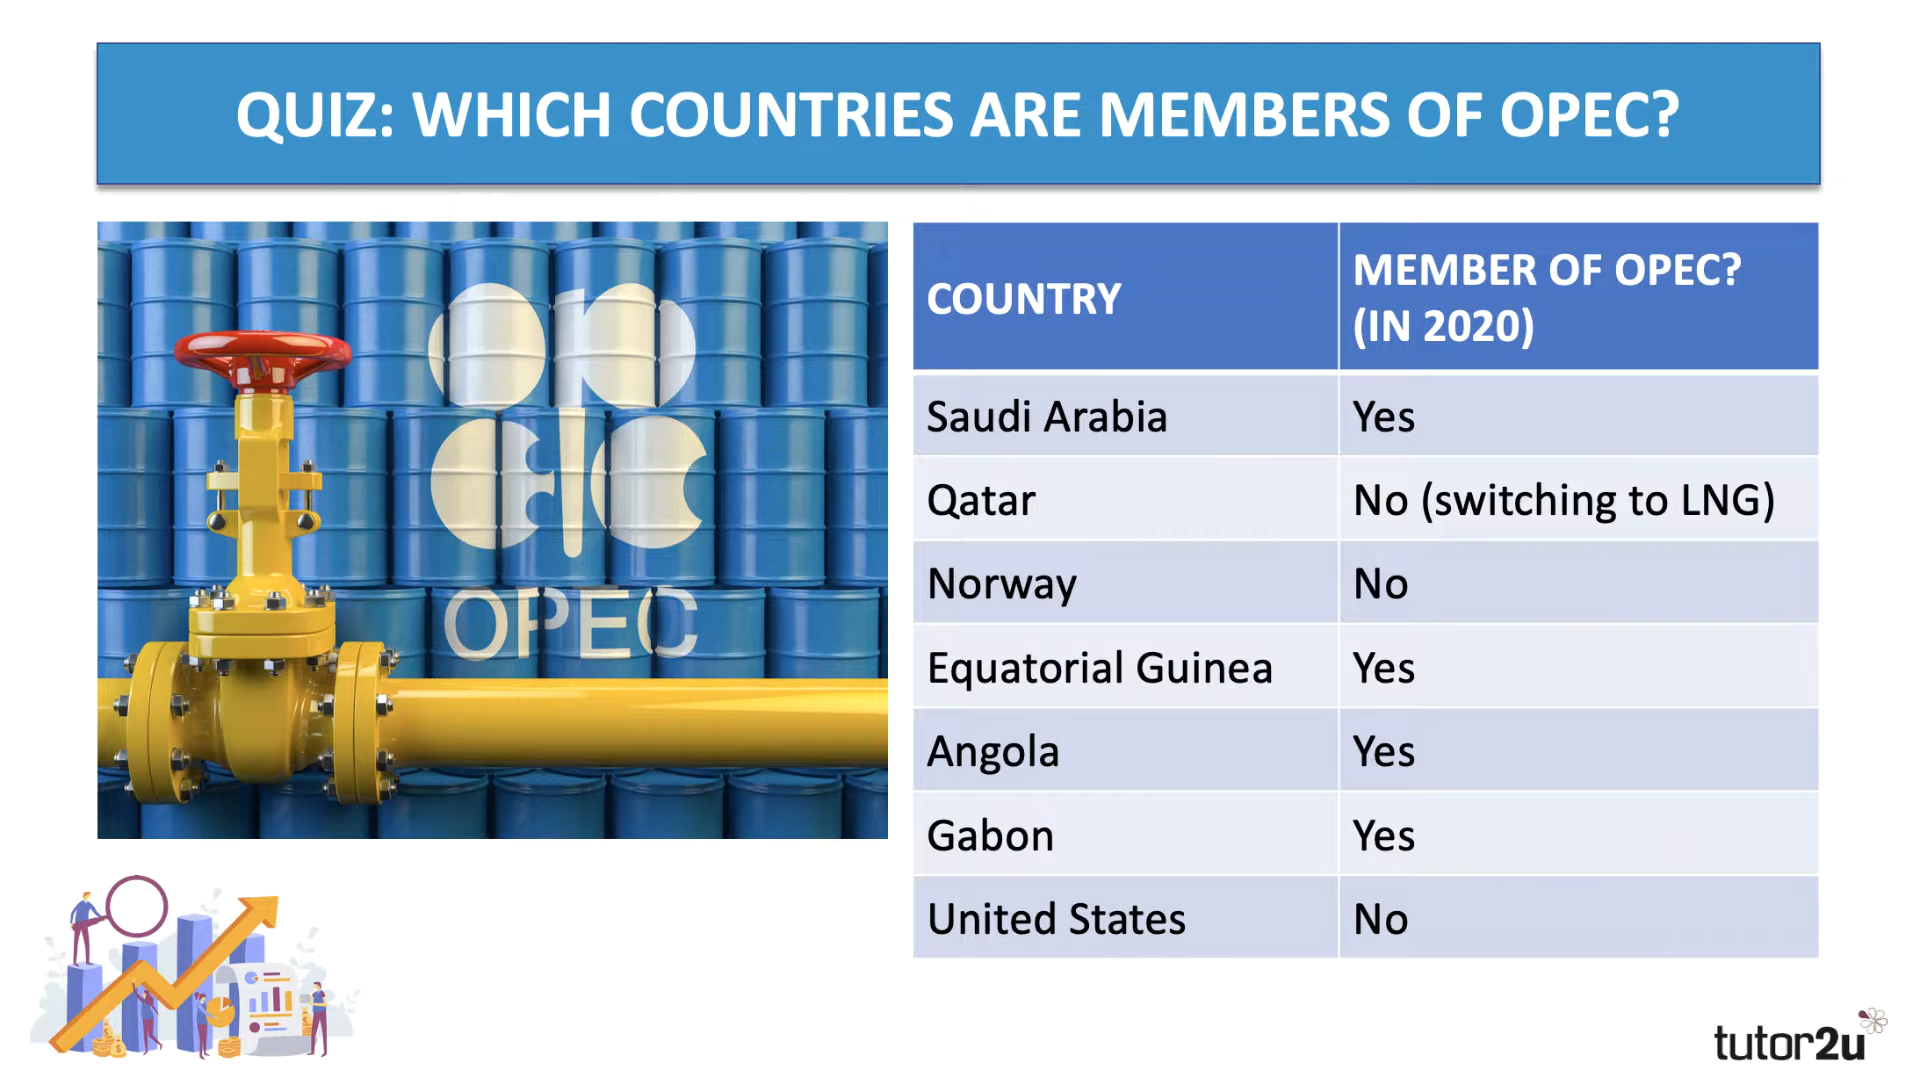 QUIZ: WHICH COUNTRIES ARE MEMBERS OF OPEC?
OPEC
OPEC
COUNTRY
MEMBER OF OPEC?
(IN 2020)
Saudi Arabia
Yes
Qatar
No (switching to LNG)
Norway
No
Equatorial Guinea
Yes
Angola
Yes
Gabon
Yes
United States
No
tutor2u